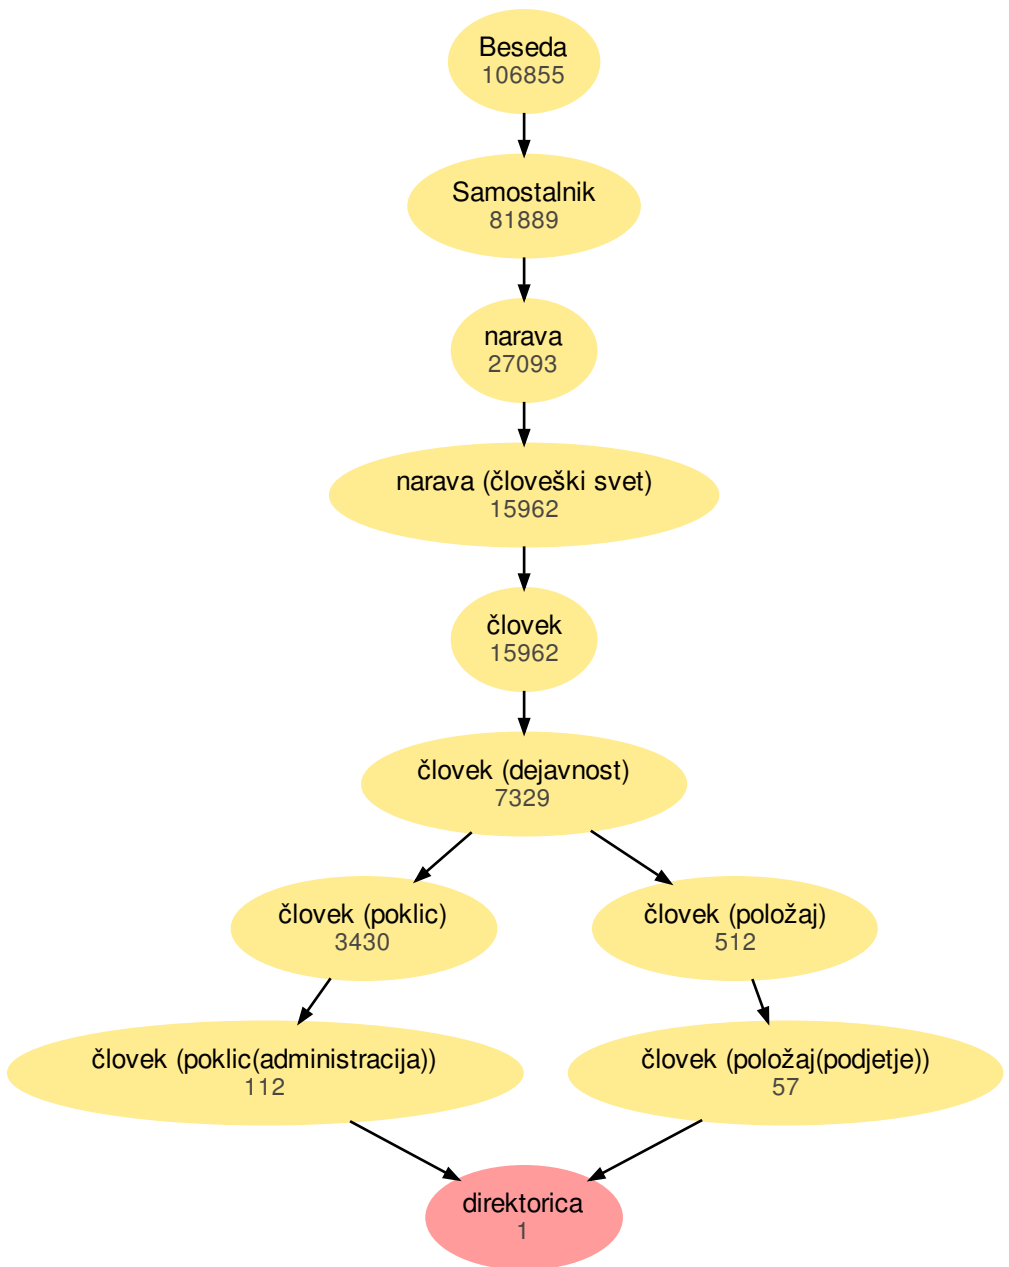 Beseda
106855
Samostalnik
81889
narava
27093
narava (človeški svet)
15962
človek
15962
človek (dejavnost)
7329
človek (poklic)
3430
človek (položaj)
512
človek (poklic(administracija))
112
človek (položaj(podjetje))
57
direktorica
1